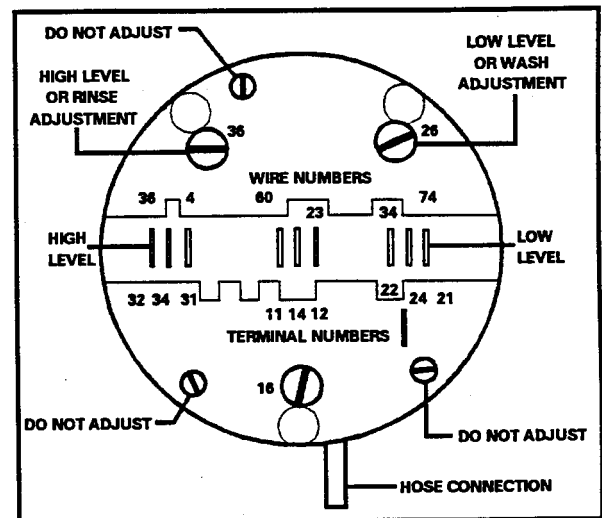 DO NOT ADJUST
LOW LEVEL
OR WASH
ADJUSTMENT
HIGH LEVEL
OR RINSE
ADJUSTMENT
36
26
WIRE NUMBERS
36 4 60 23 34 74
HIGH
LEVEL
LOW
LEVEL
32 34 31 11 14 12 22 24 21
TERMINAL NUMBERS
16
DO NOT ADJUST
DO NOT ADJUST
HOSE CONNECTION